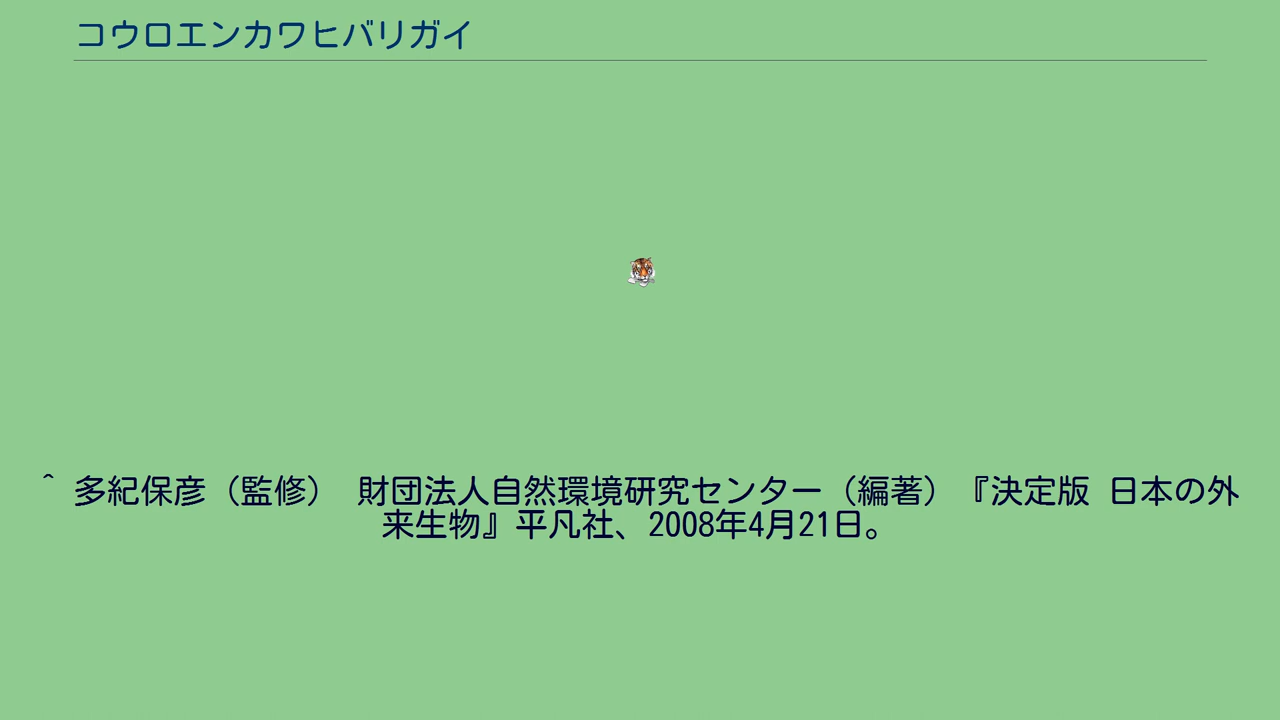 コウロエンカワヒバリガイ
^ 多紀保彦（監修） 財団法人自然環境研究センター（編著）『決定版 日本の外
来生物』平凡社、2008年4月21日。